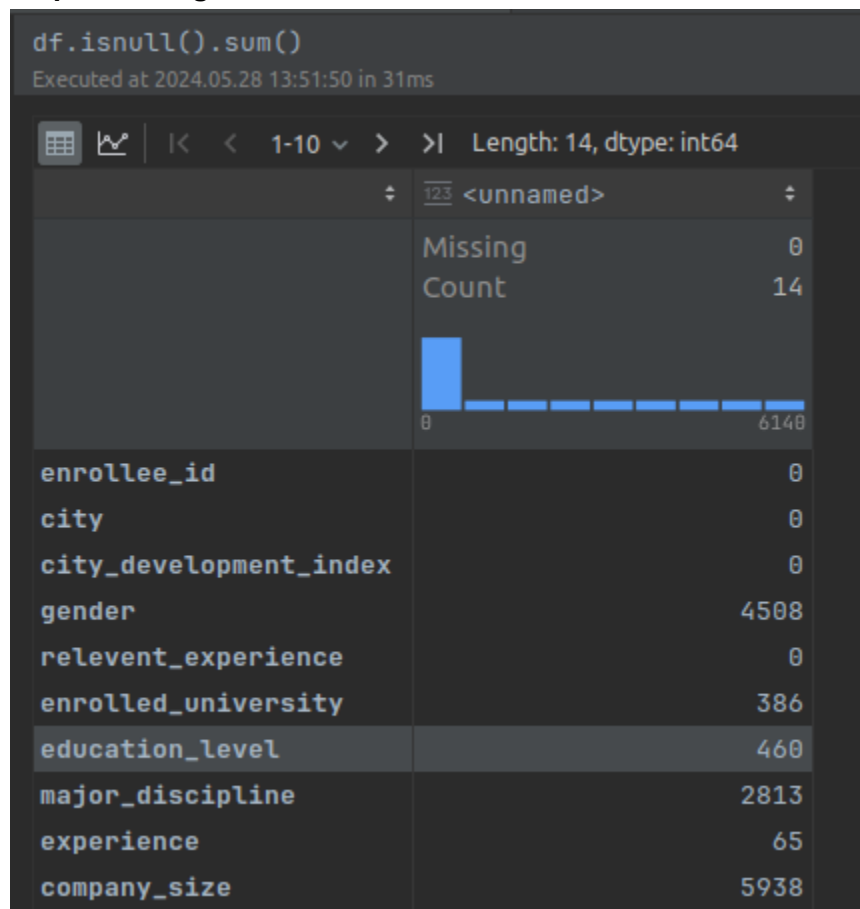 df.isnull().sum()
Executed at 2024.05.28 13:51:50 in 31ms
1-10 Length: 14, dtype: int64
123 <unnamed>
Missing 0
Count 14
0 6140
enrollee_id 0
city 0
city_development_index 0
gender 4508
relevent_experience 0
enrolled_university 386
education_level 460
major_discipline 2813
experience 65
company_size 5938